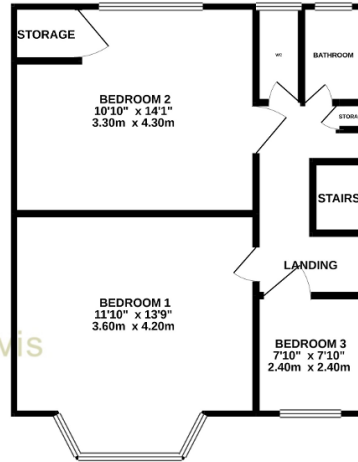 STORAGE
WC
BATHROOM
BEDROOM 2
10'10" x 14'1"
3.30m x 4.30m
STORA
STAIRS
LANDING
BEDROOM 1
11'10" x 13'9"
3.60m x 4.20m
BEDROOM 3
7'10" x 7'10"
2.40m x 2.40m
vis